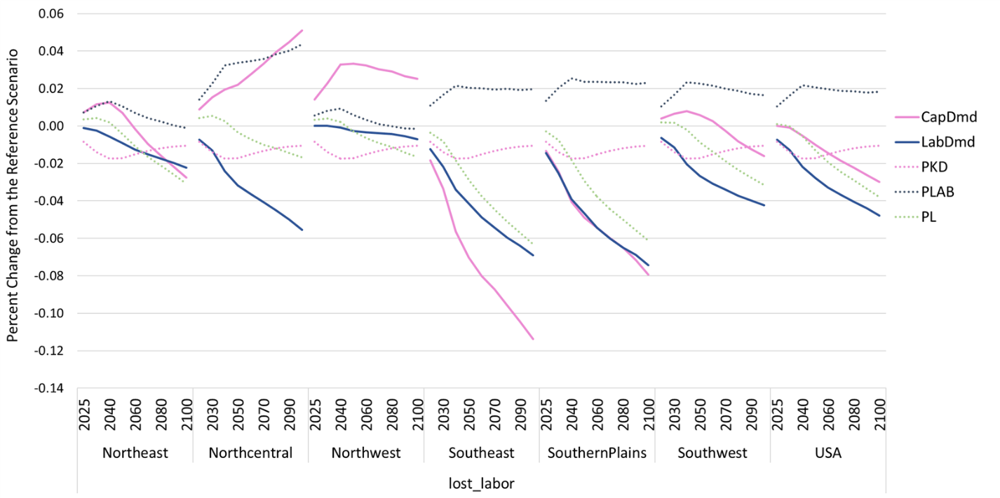 Percent Change from the Reference Scenario
0.06
0.04
0.02
0.00
-0.02
-0.04
-0.06
-0.08
-0.10
-0.12
-0.14
2025 2040 2060 2080 2100 2030 2050 2070 2090 2025 2040 2060 2080 2100 2030 2050 2070 2090 2025 2040 2060 2080 2100 2030 2050 2070 2090 2025 2040 2060 2080 2100
Northeast Northcentral Northwest Southeast SouthernPlains Southwest USA
lost_labor
CapDmd
LabDmd
PKD
PLAB
PL